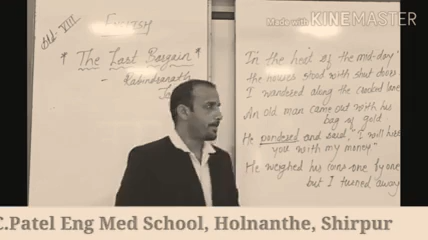 Std-VIII
* The Last Bargain *
- Rabindranath
Made with KINEMASTER
"In the heat of the mid-day
the houses stood with shut doors.
I wandered along the crooked lane
An old man came out with his
bag of gold
He pondered and said, "I will hire
you with my money"
He weighed his coins one by one
but I turned away
C.Patel Eng Med School, Holnanthe, Shirpur